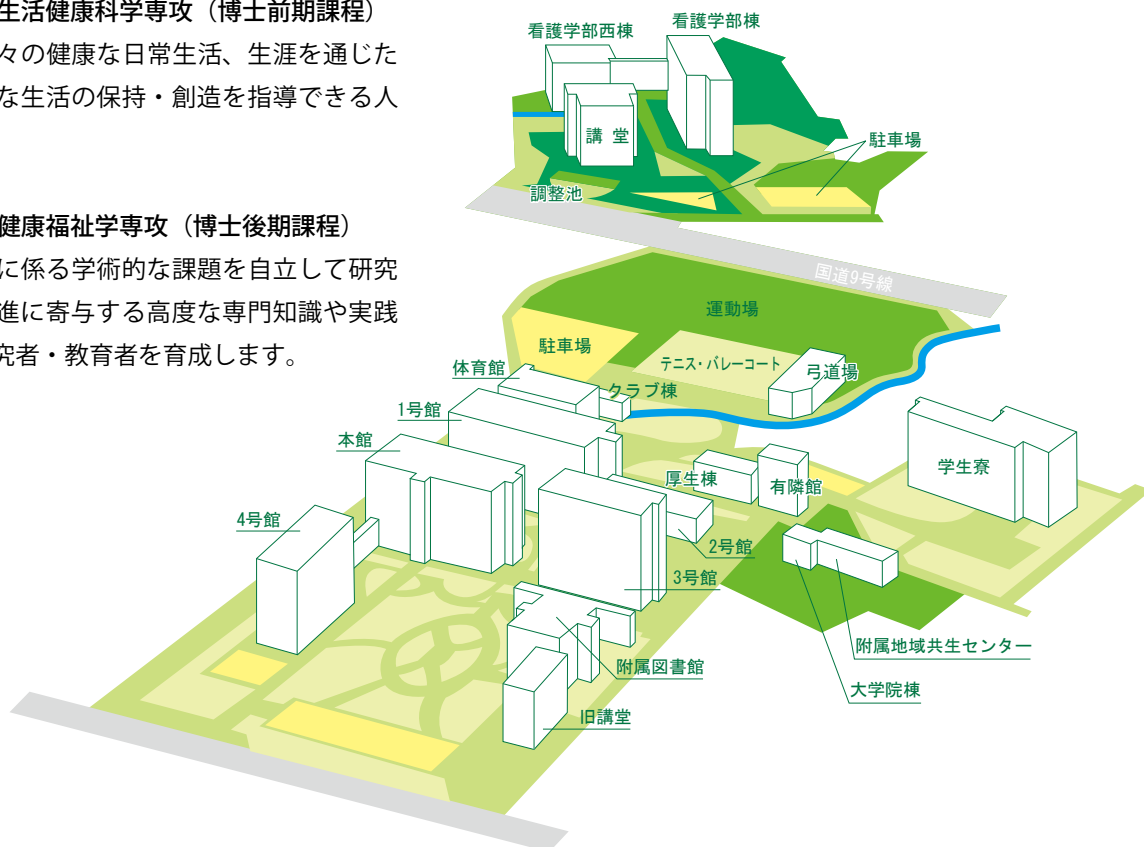 生活健康科学専攻（博士前期課程）
々の健康な日常生活、生涯を通じた
な生活の保持・創造を指導できる人
健康福祉学専攻（博士後期課程）
に係る学術的な課題を自立して研究
進に寄与する高度な専門知識や実践
究者・教育者を育成します。
看護学部西棟
看護学部棟
講 堂
駐車場
調整池
国道9号線
運動場
駐車場
テニス・バレーコート
弓道場
体育館
クラブ棟
1号館
本館
厚生棟
有隣館
学生寮
4号館
2号館
3号館
附属地域共生センター
附属図書館
大学院棟
旧講堂